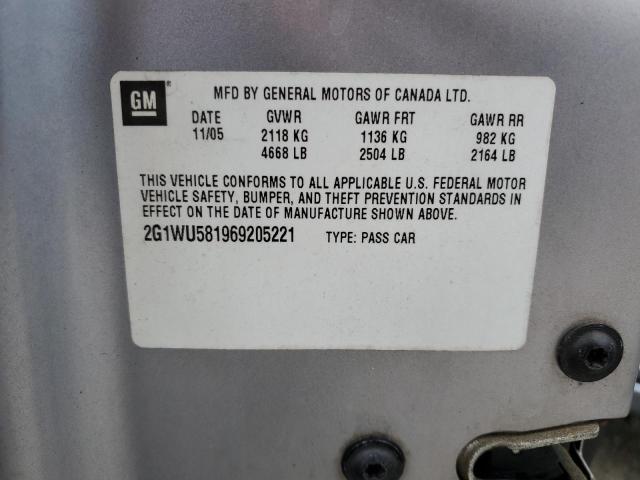 GM
MFD BY GENERAL MOTORS OF CANADA LTD.
DATE GVWR GAWR FRT GAWR RR
11/05 2118 KG 1136 KG 982 KG
4668 LB 2504 LB 2164 LB
THIS VEHICLE CONFORMS TO ALL APPLICABLE U.S. FEDERAL MOTOR
VEHICLE SAFETY, BUMPER, AND THEFT PREVENTION STANDARDS IN
EFFECT ON THE DATE OF MANUFACTURE SHOWN ABOVE.
2G1WU581969205221 TYPE: PASS CAR